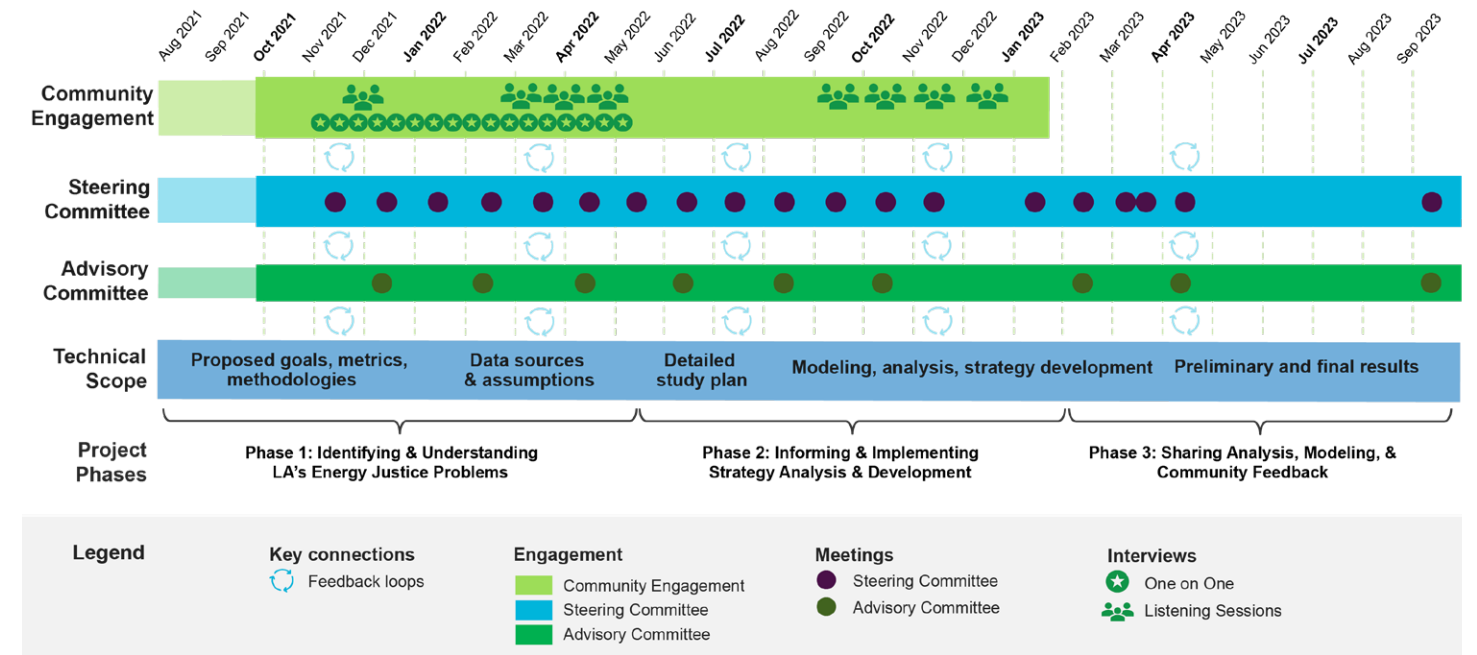 Aug 2021
Sep 2021
Oct 2021
Nov 2021
Dec 2021
Jan 2022
Feb 2022
Mar 2022
Apr 2022
May 2022
Jun 2022
Jul 2022
Aug 2022
Sep 2022
Oct 2022
Nov 2022
Dec 2022
Jan 2023
Feb 2023
Mar 2023
Apr 2023
May 2023
Jun 2023
Jul 2023
Aug 2023
Sep 2023
Community
Engagement
Steering
Committee
Advisory
Committee
Technical
Scope
Proposed goals, metrics,
methodologies
Data sources
& assumptions
Detailed
study plan
Modeling, analysis, strategy development
Preliminary and final results
Project
Phases
Phase 1: Identifying & Understanding
LA's Energy Justice Problems
Phase 2: Informing & Implementing
Strategy Analysis & Development
Phase 3: Sharing Analysis, Modeling, &
Community Feedback
Legend
Key connections
Feedback loops
Engagement
Community Engagement
Steering Committee
Advisory Committee
Meetings
Steering Committee
Advisory Committee
Interviews
One on One
Listening Sessions